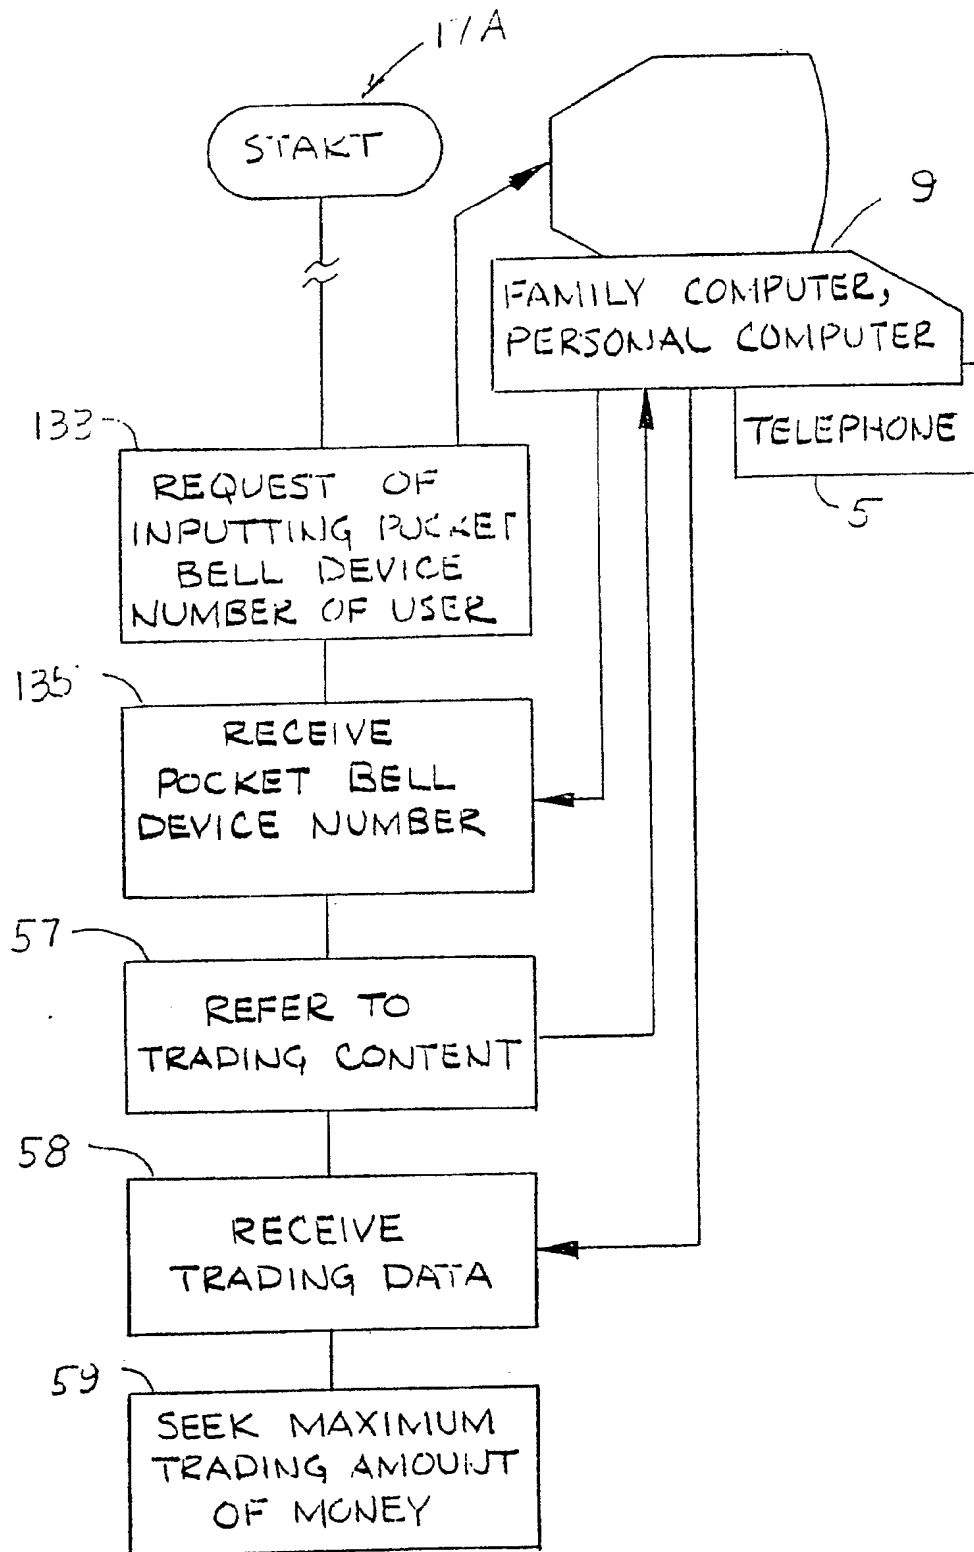 17A
START
9
FAMILY COMPUTER,
PERSONAL COMPUTER
TELEPHONE
5
133
REQUEST OF
INPUTTING POCKET
BELL DEVICE
NUMBER OF USER
135
RECEIVE
POCKET BELL
DEVICE NUMBER
57
REFER TO
TRADING CONTENT
58
RECEIVE
TRADING DATA
59
SEEK MAXIMUM
TRADING AMOUNT
OF MONEY